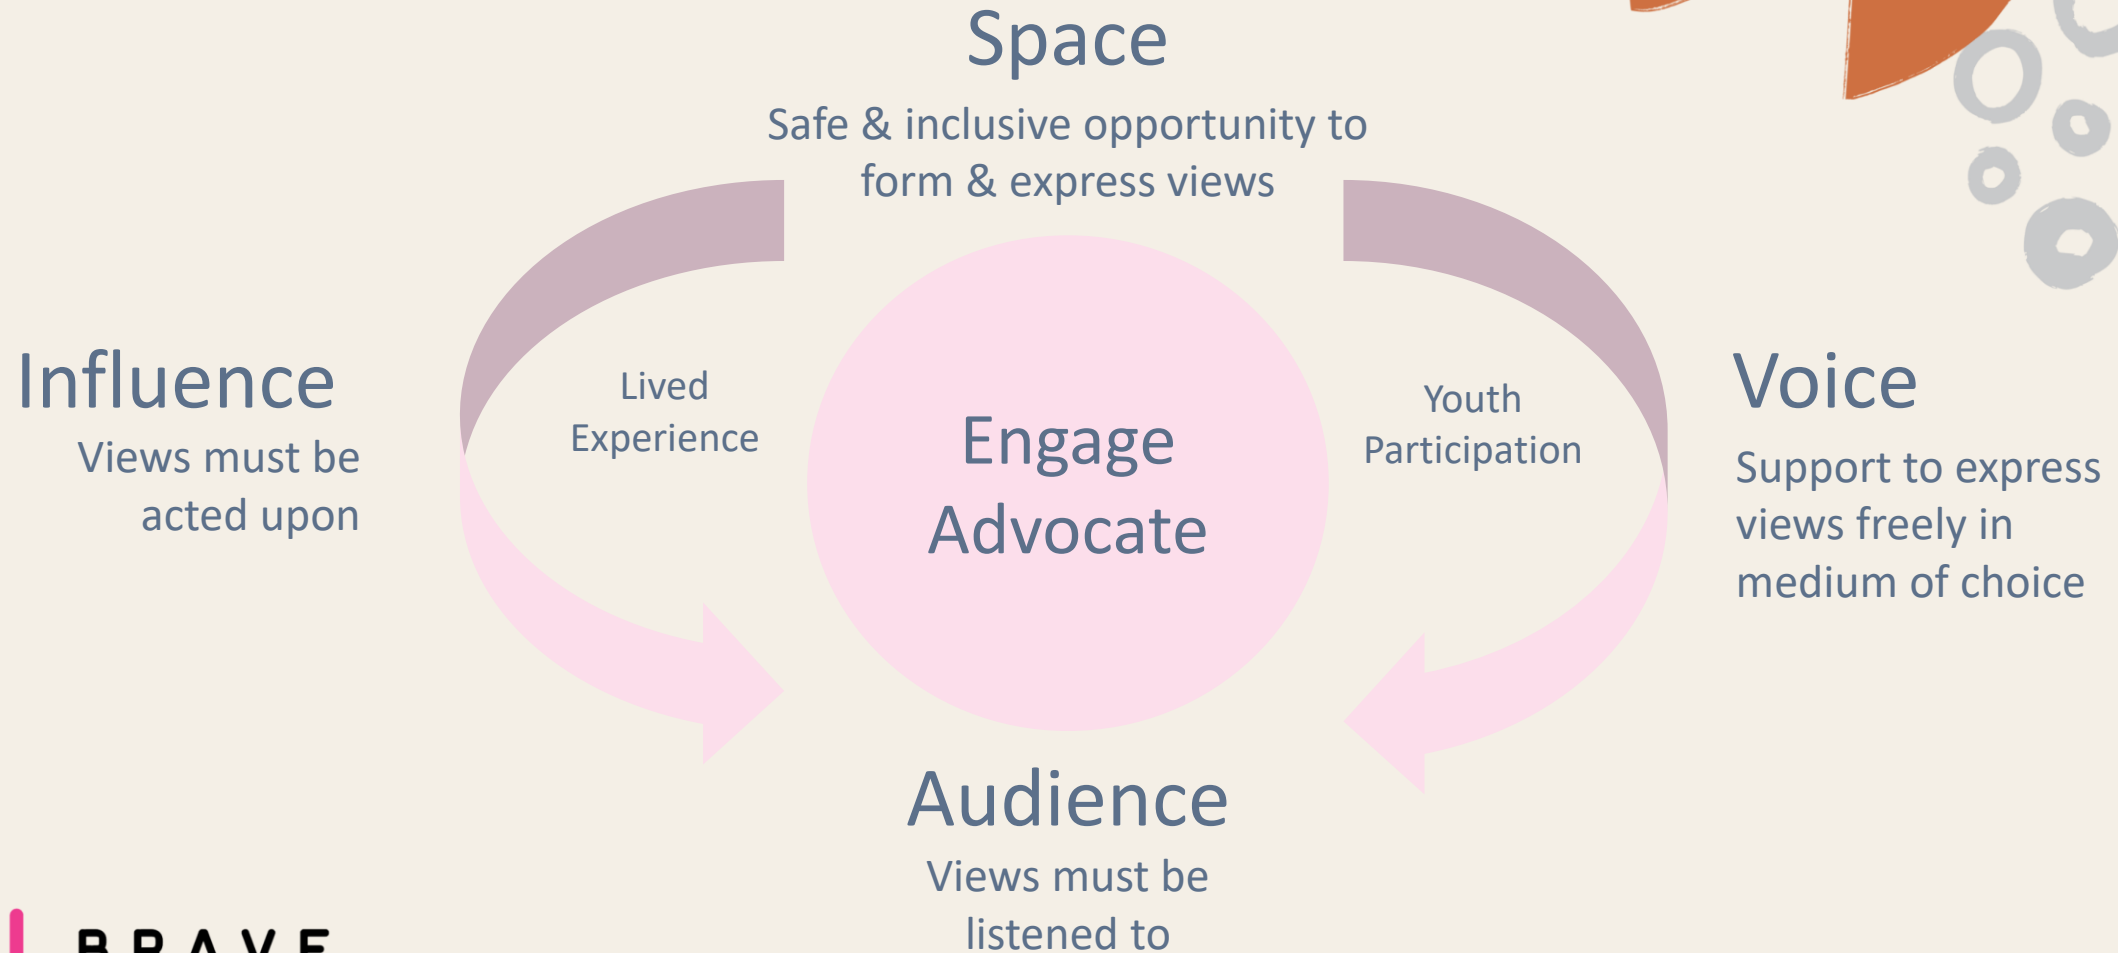 Space
Safe & inclusive opportunity to
form & express views
Influence
Views must be
acted upon
Lived
Experience
Engage
Advocate
Youth
Participation
Voice
Support to express
views freely in
medium of choice
Audience
Views must be
listened to
BRAVE